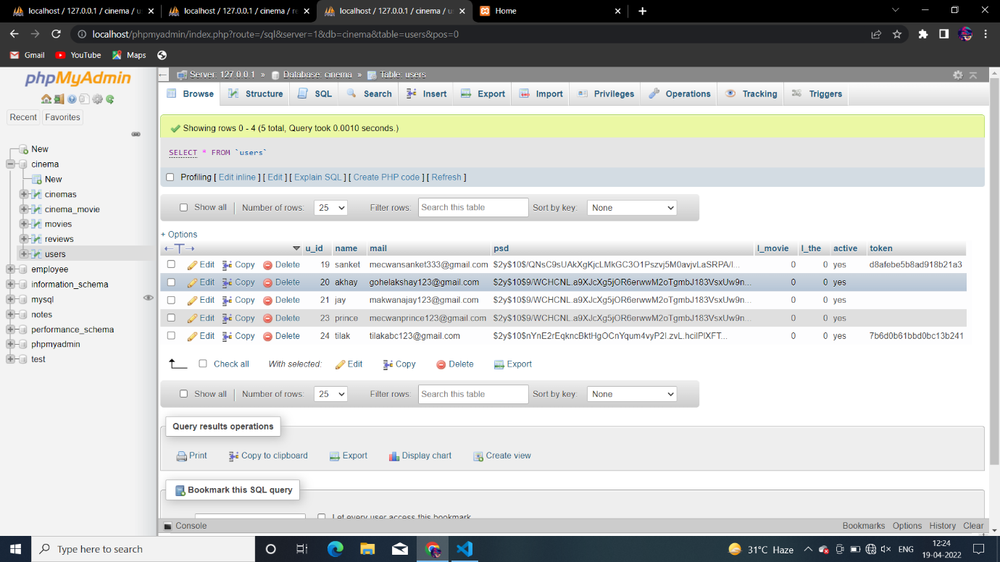 localhost / 127.0.0.1 / cinema / u
localhost / 127.0.0.1 / cinema / re
localhost / 127.0.0.1 / cinema / us
Home
localhost/phpmyadmin/index.php?route=/sql&server=1&db=cinema&table=users&pos=0
Gmail YouTube Maps
phpMyAdmin
Recent Favorites
New
cinema
New
cinemas
cinema_movie
movies
reviews
users
employee
information_schema
mysql
notes
performance_schema
phpmyadmin
test
Server: 127.0.0.1 » Database: cinema » Table: users
Browse Structure SQL Search Insert Export Import Privileges Operations Tracking Triggers
Showing rows 0 - 4 (5 total, Query took 0.0010 seconds.)
SELECT * FROM `users`
Profiling [ Edit inline ] [ Edit ] [ Explain SQL ] [ Create PHP code ] [ Refresh ]
Show all Number of rows: 25 Filter rows: Search this table Sort by key: None
+ Options
←T→ u_id name mail psd l_movie l_the active token
Edit Copy Delete 19 sanket mecwansanket333@gmail.com $2y$10$/QNsC9sUAkXgKjcLMkGC3O1Pszvj5M0avjvLaSRPA/l... 0 0 yes d8afebe5b8ad918b21a3
Edit Copy Delete 20 akhay gohelakshay123@gmail.com $2y$10$9/WCHCNL.a9XJcXg5jOR6erwwM2oTgmbJ183VsxUw9n... 0 0 yes
Edit Copy Delete 21 jay makwanajay123@gmail.com $2y$10$9/WCHCNL.a9XJcXg5jOR6erwwM2oTgmbJ183VsxUw9n... 0 0 yes
Edit Copy Delete 23 prince mecwanprince123@gmail.com $2y$10$9/WCHCNL.a9XJcXg5jOR6erwwM2oTgmbJ183VsxUw9n... 0 0 yes
Edit Copy Delete 24 tilak tilakabc123@gmail.com $2y$10$nYnE2rEqkncBktHgOCnYqum4vyP2I.zvL.hciIPIXFT... 0 0 yes 7b6d0b61bbd0bc13b241
Check all With selected: Edit Copy Delete Export
Show all Number of rows: 25 Filter rows: Search this table Sort by key: None
Query results operations
Print Copy to clipboard Export Display chart Create view
Bookmark this SQL query
Let every user access this bookmark
Console Bookmarks Options History Clear
Type here to search
31°C Haze ENG 12:24
19-04-2022